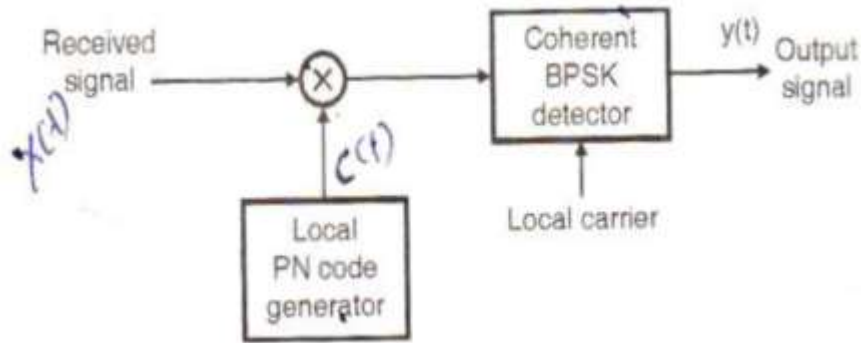 Received
signal
x(t)
×
c(t)
Local
PN code
generator
Coherent
BPSK
detector
Local carrier
y(t)
Output
signal